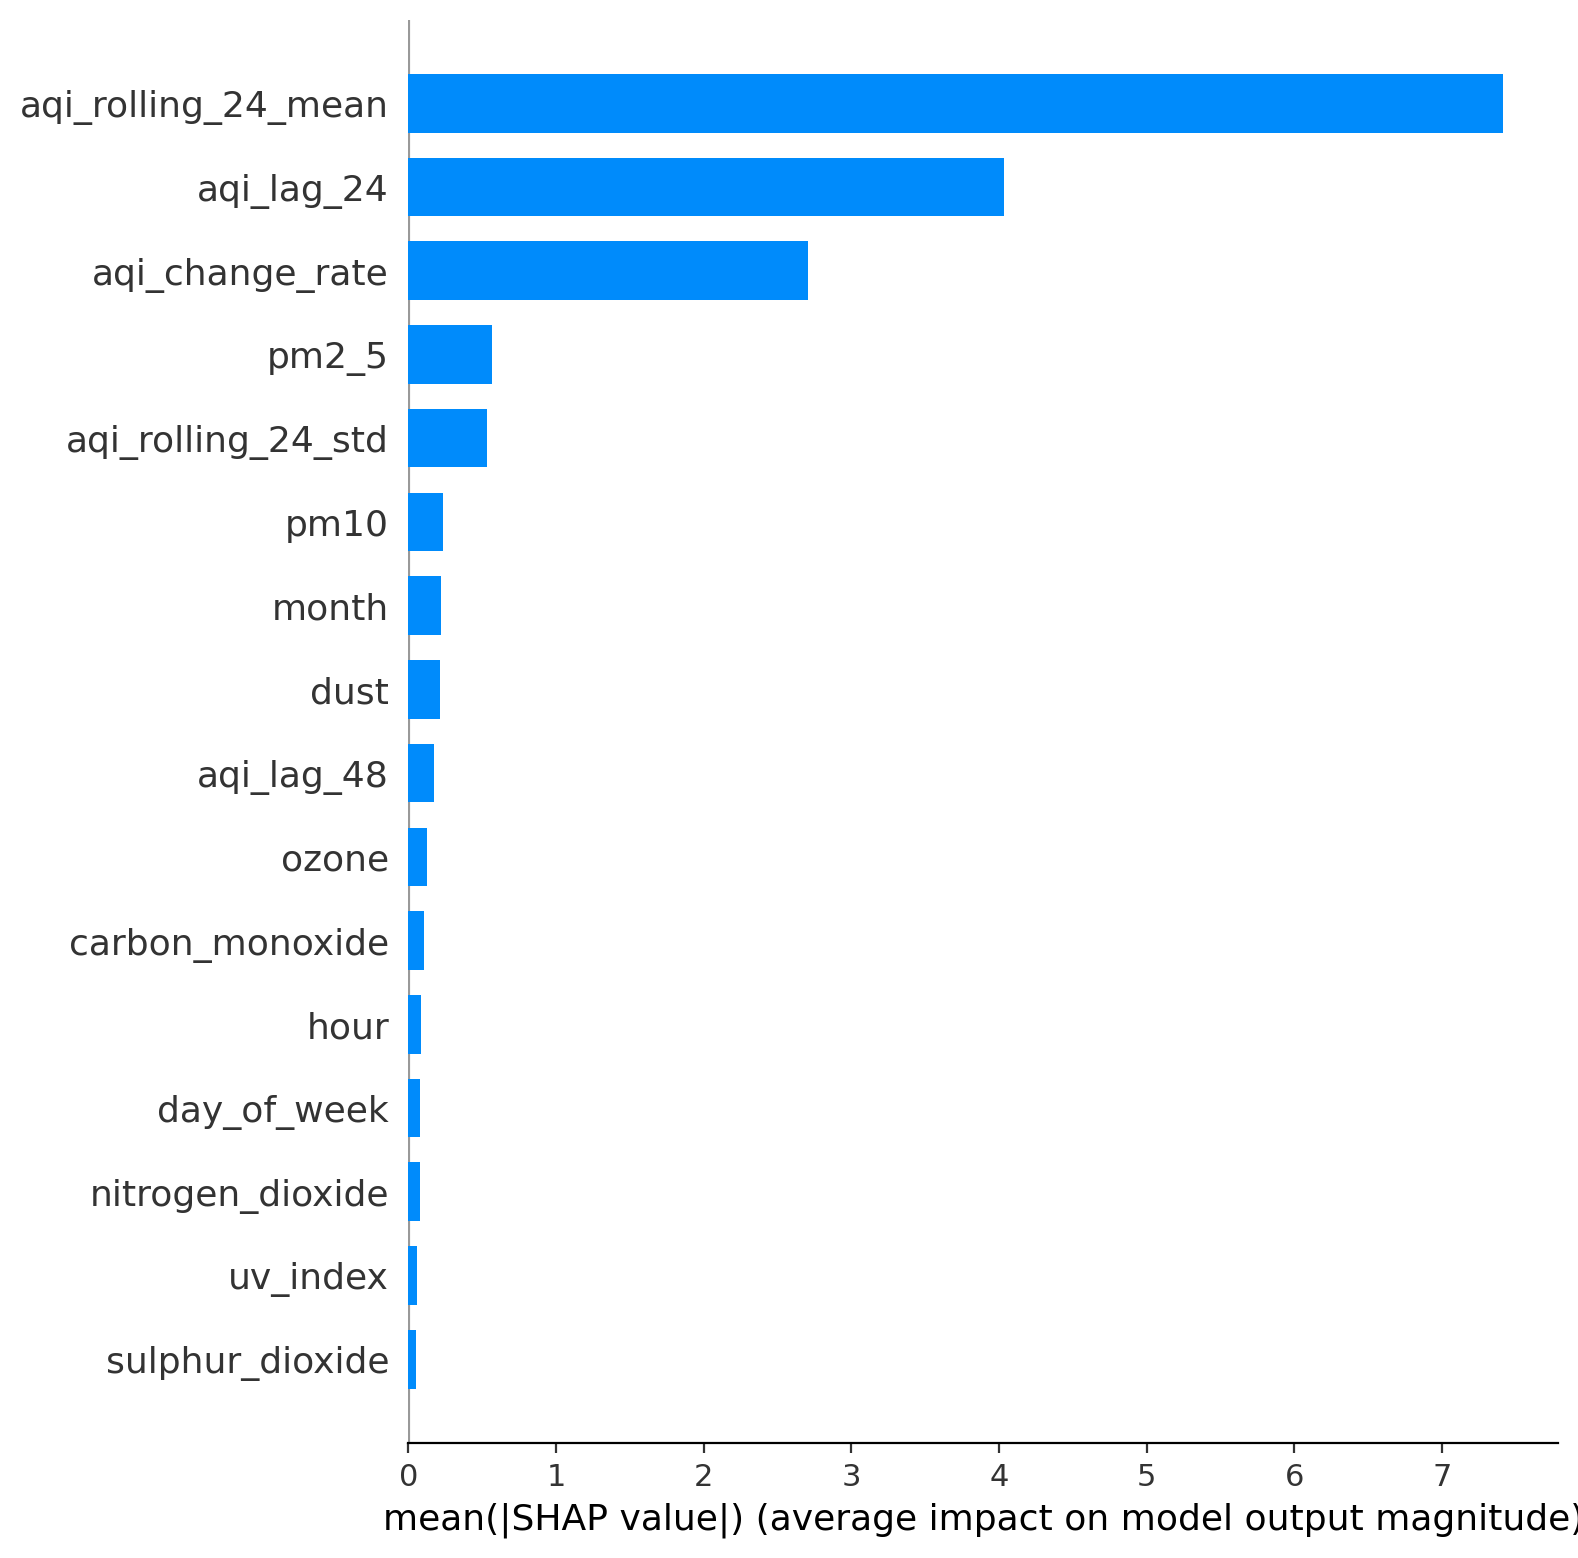 aqi_rolling_24_mean
aqi_lag_24
aqi_change_rate
pm2_5
aqi_rolling_24_std
pm10
month
dust
aqi_lag_48
ozone
carbon_monoxide
hour
day_of_week
nitrogen_dioxide
uv_index
sulphur_dioxide
0 1 2 3 4 5 6 7
mean(|SHAP value|) (average impact on model output magnitude)